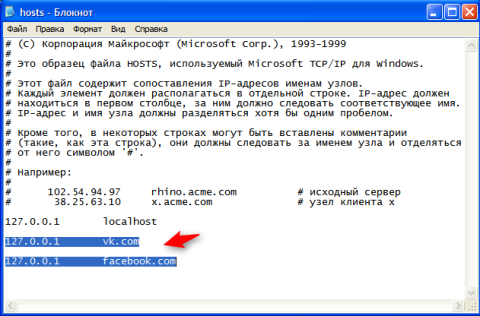 hosts - Блокнот
Файл Правка Формат Вид Справка
# (C) Корпорация Майкрософт (Microsoft Corp.), 1993-1999
#
# Это образец файла HOSTS, используемый Microsoft TCP/IP для Windows.
#
# Этот файл содержит сопоставления IP-адресов именам узлов.
# Каждый элемент должен располагаться в отдельной строке. IP-адрес должен
# находиться в первом столбце, за ним должно следовать соответствующее имя.
# IP-адрес и имя узла должны разделяться хотя бы одним пробелом.
#
# Кроме того, в некоторых строках могут быть вставлены комментарии
# (такие, как эта строка), они должны следовать за именем узла и отделяться
# от него символом '#'.
#
# Например:
#
# 102.54.94.97 rhino.acme.com # исходный сервер
# 38.25.63.10 x.acme.com # узел клиента x
127.0.0.1 localhost
127.0.0.1 vk.com
127.0.0.1 facebook.com